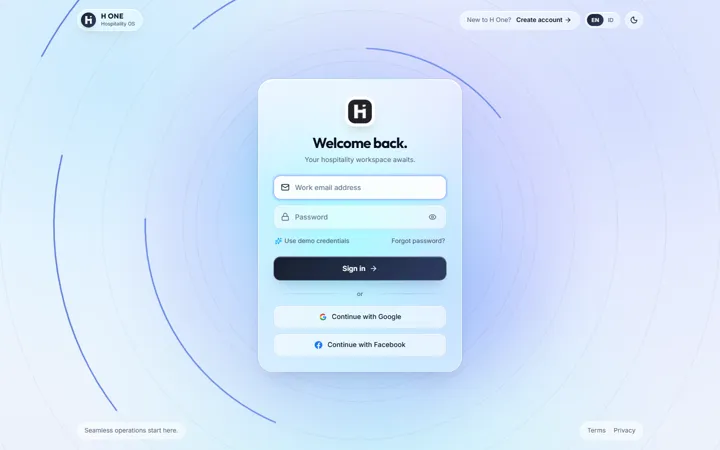 H ONE
Hospitality OS
New to H One? Create account →
EN ID
Hi
Welcome back.
Your hospitality workspace awaits.
Work email address
Password
Use demo credentials
Forgot password?
Sign in →
or
Continue with Google
Continue with Facebook
Seamless operations start here.
Terms Privacy